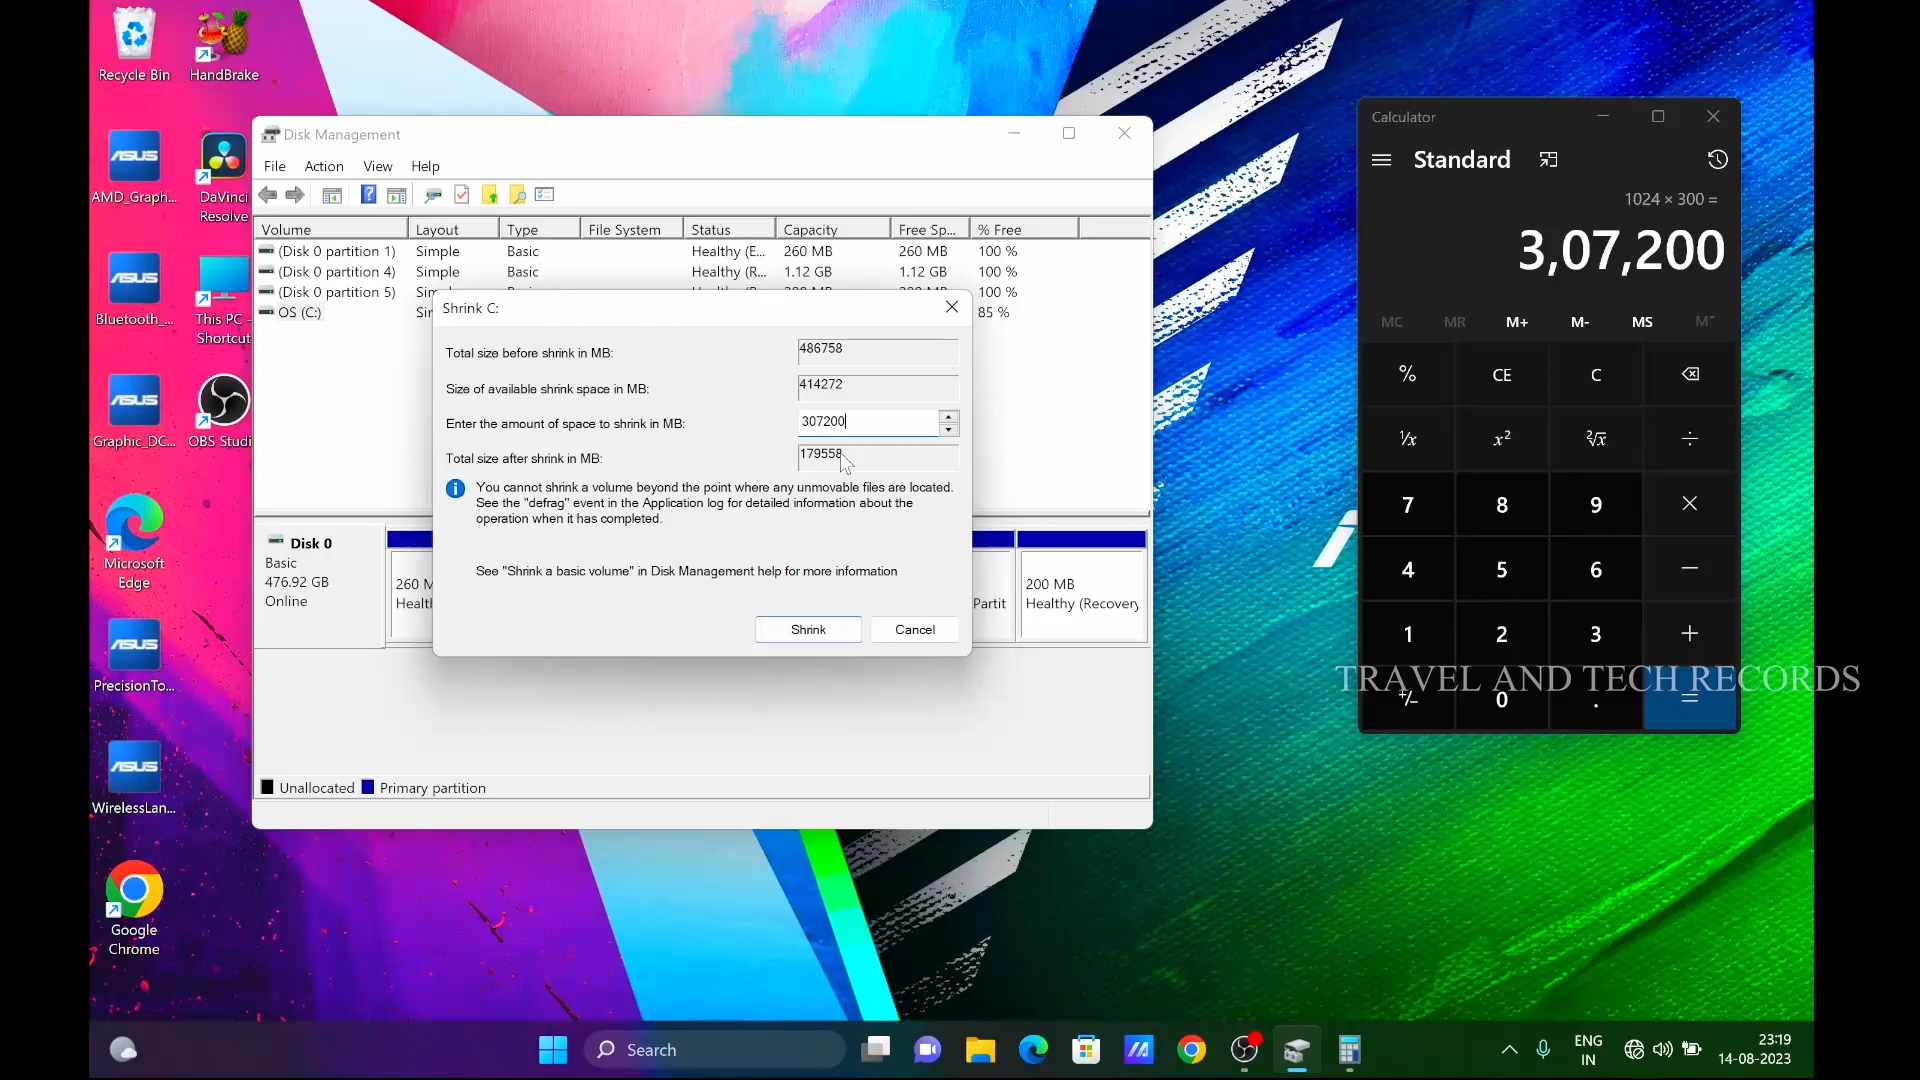 Recycle Bin
HandBrake
AMD_Graph...
DaVinci
Resolve
Bluetooth_...
This PC -
Shortcut
Graphic_DC...
OBS Studi
Microsoft
Edge
PrecisionTo...
WirelessLan...
Google
Chrome
Disk Management
File Action View Help
Volume Layout Type File System Status Capacity Free Sp... % Free
(Disk 0 partition 1) Simple Basic Healthy (E... 260 MB 260 MB 100 %
(Disk 0 partition 4) Simple Basic Healthy (R... 1.12 GB 1.12 GB 100 %
(Disk 0 partition 5) 100 %
OS (C:) 85 %
Shrink C:
Total size before shrink in MB: 486758
Size of available shrink space in MB: 414272
Enter the amount of space to shrink in MB: 307200
Total size after shrink in MB: 179558
You cannot shrink a volume beyond the point where any unmovable files are located.
See the "defrag" event in the Application log for detailed information about the
operation when it has completed.
See "Shrink a basic volume" in Disk Management help for more information
Shrink Cancel
Disk 0
Basic
476.92 GB
Online
260 M
Healt
Partit
200 MB
Healthy (Recovery
Unallocated Primary partition
Calculator
Standard
1024 × 300 =
3,07,200
MC MR M+ M- MS M
% CE C
¹/x x² ²√x ÷
7 8 9 ×
4 5 6 −
1 2 3 +
+/- 0 . =
TRAVEL AND TECH RECORDS
ASUS
ASUS
ASUS
ASUS
ASUS
Search
ENG
IN
23:19
14-08-2023